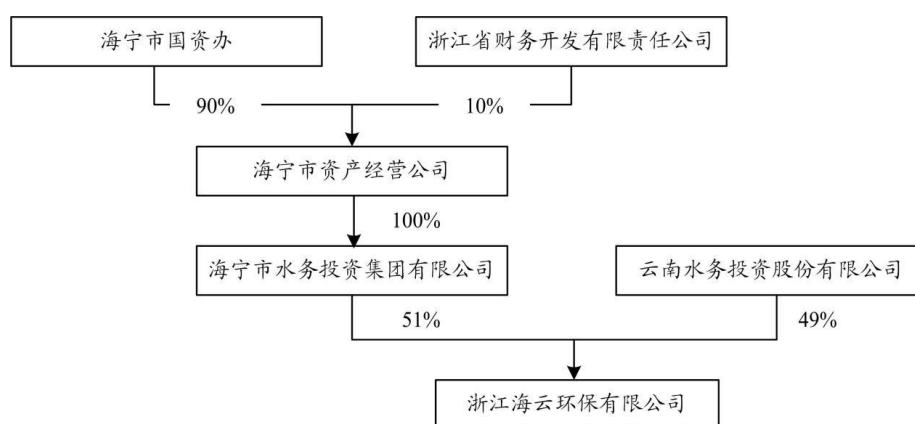 海宁市国资办
浙江省财务开发有限责任公司
90%
10%
海宁市资产经营公司
100%
海宁市水务投资集团有限公司
云南水务投资股份有限公司
51%
49%
浙江海云环保有限公司